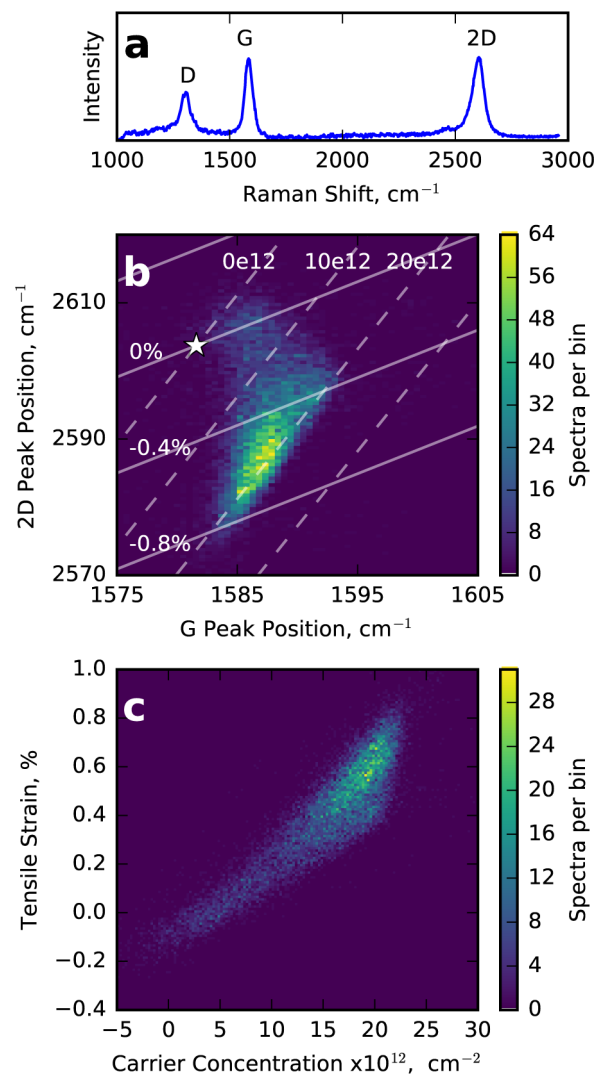 a
Intensity
D
G
2D
1000 1500 2000 2500 3000
Raman Shift, cm⁻¹
b
0e12 10e12 20e12
0%
-0.4%
-0.8%
2D Peak Position, cm⁻¹
2610
2590
2570
1575 1585 1595 1605
G Peak Position, cm⁻¹
64
56
48
40
32
24
16
8
0
Spectra per bin
c
Tensile Strain, %
1.0
0.8
0.6
0.4
0.2
0.0
−0.2
−0.4
−5 0 5 10 15 20 25 30
Carrier Concentration x10¹², cm⁻²
28
24
20
16
12
8
4
0
Spectra per bin